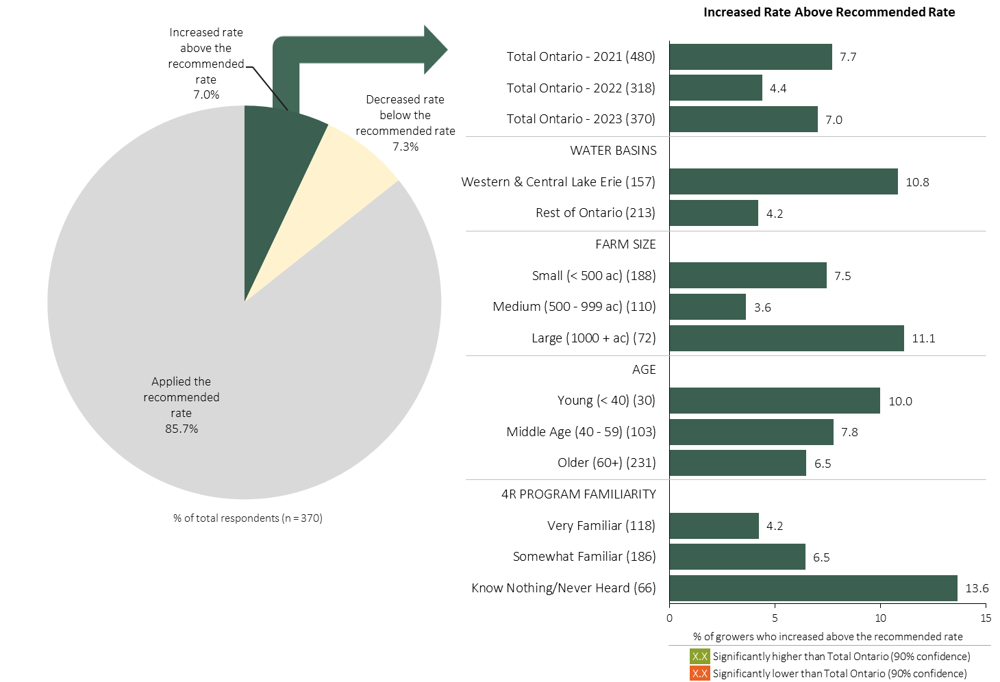 Increased Rate Above Recommended Rate
Increased rate
above the
recommended
rate
7.0%
Decreased rate
below the
recommended rate
7.3%
Applied the
recommended
rate
85.7%
% of total respondents (n = 370)
Total Ontario - 2021 (480) 7.7
Total Ontario - 2022 (318) 4.4
Total Ontario - 2023 (370) 7.0
WATER BASINS
Western & Central Lake Erie (157) 10.8
Rest of Ontario (213) 4.2
FARM SIZE
Small (< 500 ac) (188) 7.5
Medium (500 - 999 ac) (110) 3.6
Large (1000 + ac) (72) 11.1
AGE
Young (< 40) (30) 10.0
Middle Age (40 - 59) (103) 7.8
Older (60+) (231) 6.5
4R PROGRAM FAMILIARITY
Very Familiar (118) 4.2
Somewhat Familiar (186) 6.5
Know Nothing/Never Heard (66) 13.6
0 5 10 15
% of growers who increased above the recommended rate
X.X Significantly higher than Total Ontario (90% confidence)
X.X Significantly lower than Total Ontario (90% confidence)